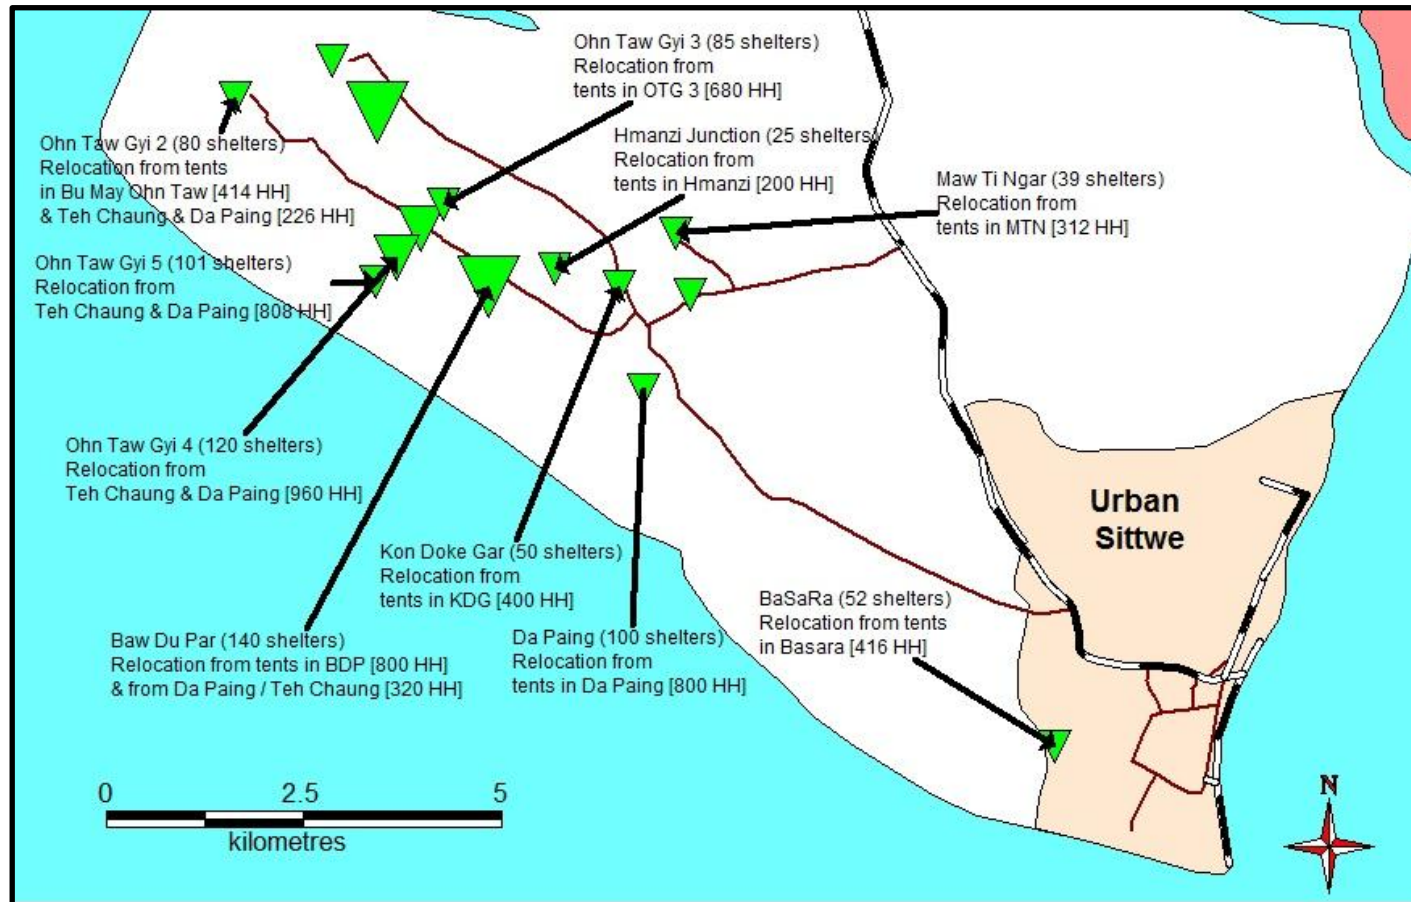 Ohn Taw Gyi 3 (85 shelters)
Relocation from
tents in OTG 3 [680 HH]
Hmanzi Junction (25 shelters)
Relocation from
tents in Hmanzi [200 HH]
Maw Ti Ngar (39 shelters)
Relocation from
tents in MTN [312 HH]
Ohn Taw Gyi 2 (80 shelters)
Relocation from tents
in Bu May Ohn Taw [414 HH]
& Teh Chaung & Da Paing [226 HH]
Ohn Taw Gyi 5 (101 shelters)
Relocation from
Teh Chaung & Da Paing [808 HH]
Ohn Taw Gyi 4 (120 shelters)
Relocation from
Teh Chaung & Da Paing [960 HH]
Urban
Sittwe
Kon Doke Gar (50 shelters)
Relocation from
tents in KDG [400 HH]
BaSaRa (52 shelters)
Relocation from tents
in Basara [416 HH]
Baw Du Par (140 shelters)
Relocation from tents in BDP [800 HH]
& from Da Paing / Teh Chaung [320 HH]
Da Paing (100 shelters)
Relocation from
tents in Da Paing [800 HH]
0 2.5 5
kilometres
N